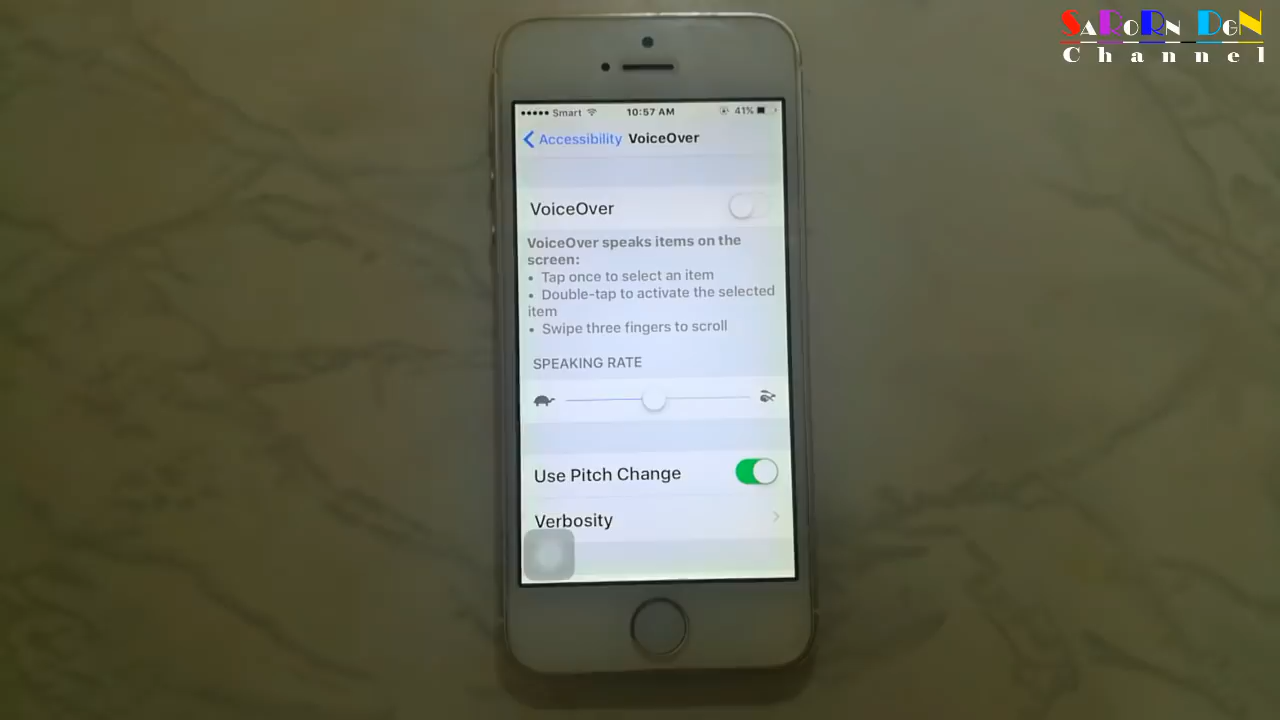 SaRoRn DgN
Channel
Smart 10:57 AM 41%
Accessibility VoiceOver
VoiceOver
VoiceOver speaks items on the
screen:
• Tap once to select an item
• Double-tap to activate the selected
item
• Swipe three fingers to scroll
SPEAKING RATE
Use Pitch Change
Verbosity